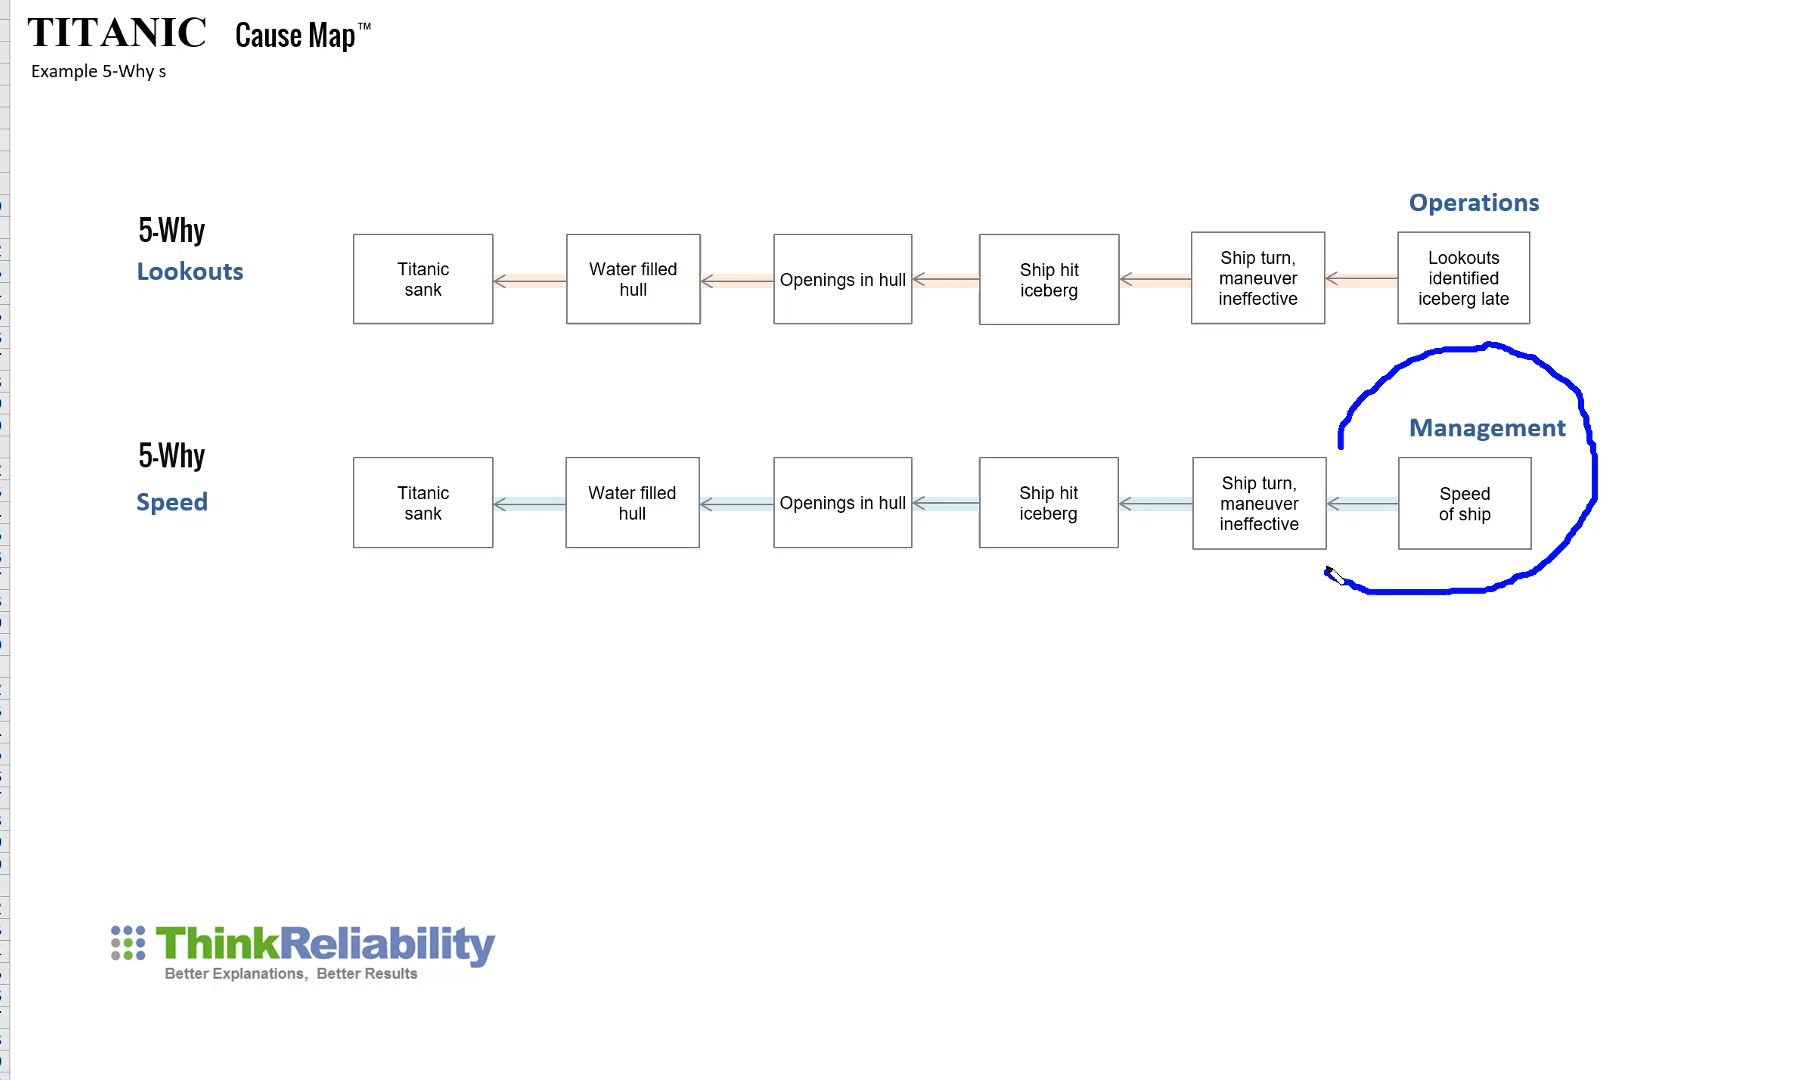 TITANIC Cause Map™
Example 5-Why s
Operations
5-Why
Lookouts
Titanic
sank
Water filled
hull
Openings in hull
Ship hit
iceberg
Ship turn,
maneuver
ineffective
Lookouts
identified
iceberg late
Management
5-Why
Speed
Titanic
sank
Water filled
hull
Openings in hull
Ship hit
iceberg
Ship turn,
maneuver
ineffective
Speed
of ship
ThinkReliability
Better Explanations, Better Results